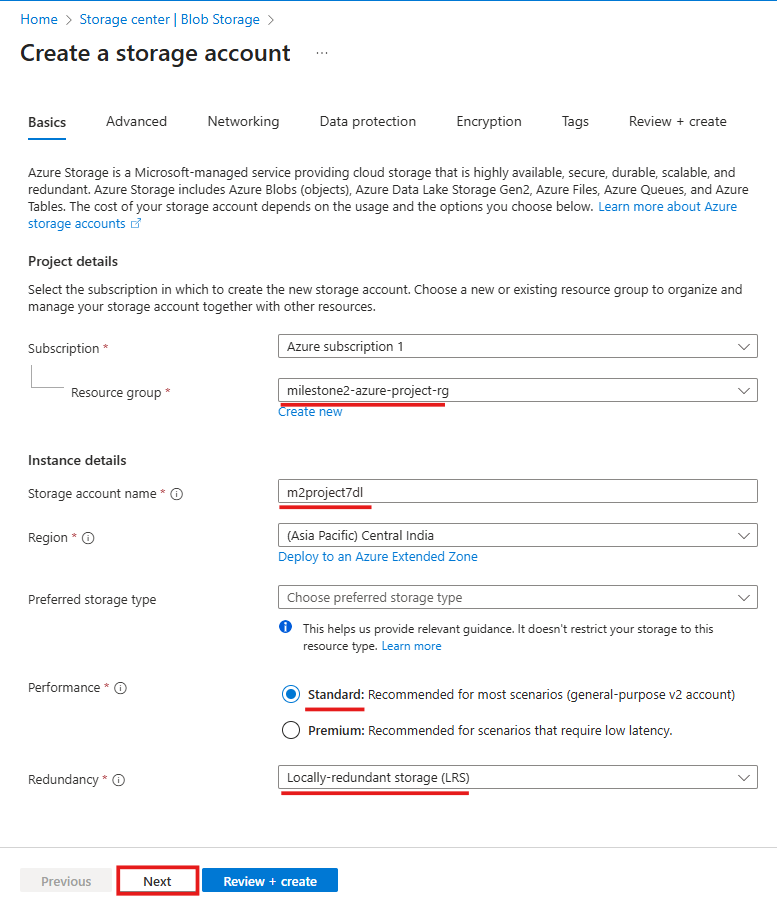 Home > Storage center | Blob Storage >
Create a storage account ...
Basics Advanced Networking Data protection Encryption Tags Review + create
Azure Storage is a Microsoft-managed service providing cloud storage that is highly available, secure, durable, scalable, and
redundant. Azure Storage includes Azure Blobs (objects), Azure Data Lake Storage Gen2, Azure Files, Azure Queues, and Azure
Tables. The cost of your storage account depends on the usage and the options you choose below. Learn more about Azure
storage accounts
Project details
Select the subscription in which to create the new storage account. Choose a new or existing resource group to organize and
manage your storage account together with other resources.
Subscription * Azure subscription 1
Resource group * milestone2-azure-project-rg
Create new
Instance details
Storage account name * m2project7dl
Region * (Asia Pacific) Central India
Deploy to an Azure Extended Zone
Preferred storage type Choose preferred storage type
This helps us provide relevant guidance. It doesn't restrict your storage to this
resource type. Learn more
Performance * Standard: Recommended for most scenarios (general-purpose v2 account)
Premium: Recommended for scenarios that require low latency.
Redundancy * Locally-redundant storage (LRS)
Previous Next Review + create